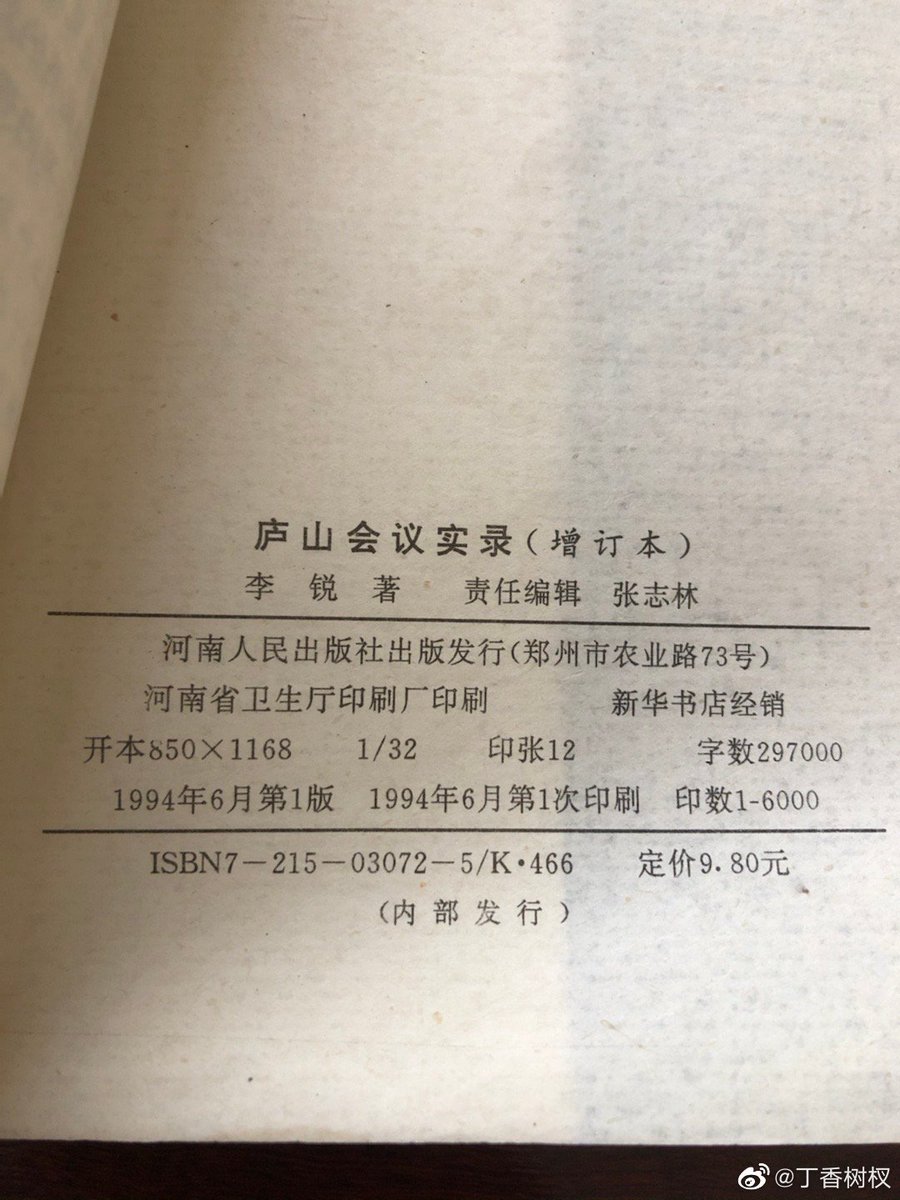 庐山会议实录(增订本)
李 锐 著 责任编辑 张志林
河南人民出版社出版发行(郑州市农业路73号)
河南省卫生厅印刷厂印刷 新华书店经销
开本850×1168 1/32 印张12 字数297000
1994年6月第1版 1994年6月第1次印刷 印数1-6000
ISBN7-215-03072-5/K·466 定价9.80元
(内部发行)
@丁香树杈